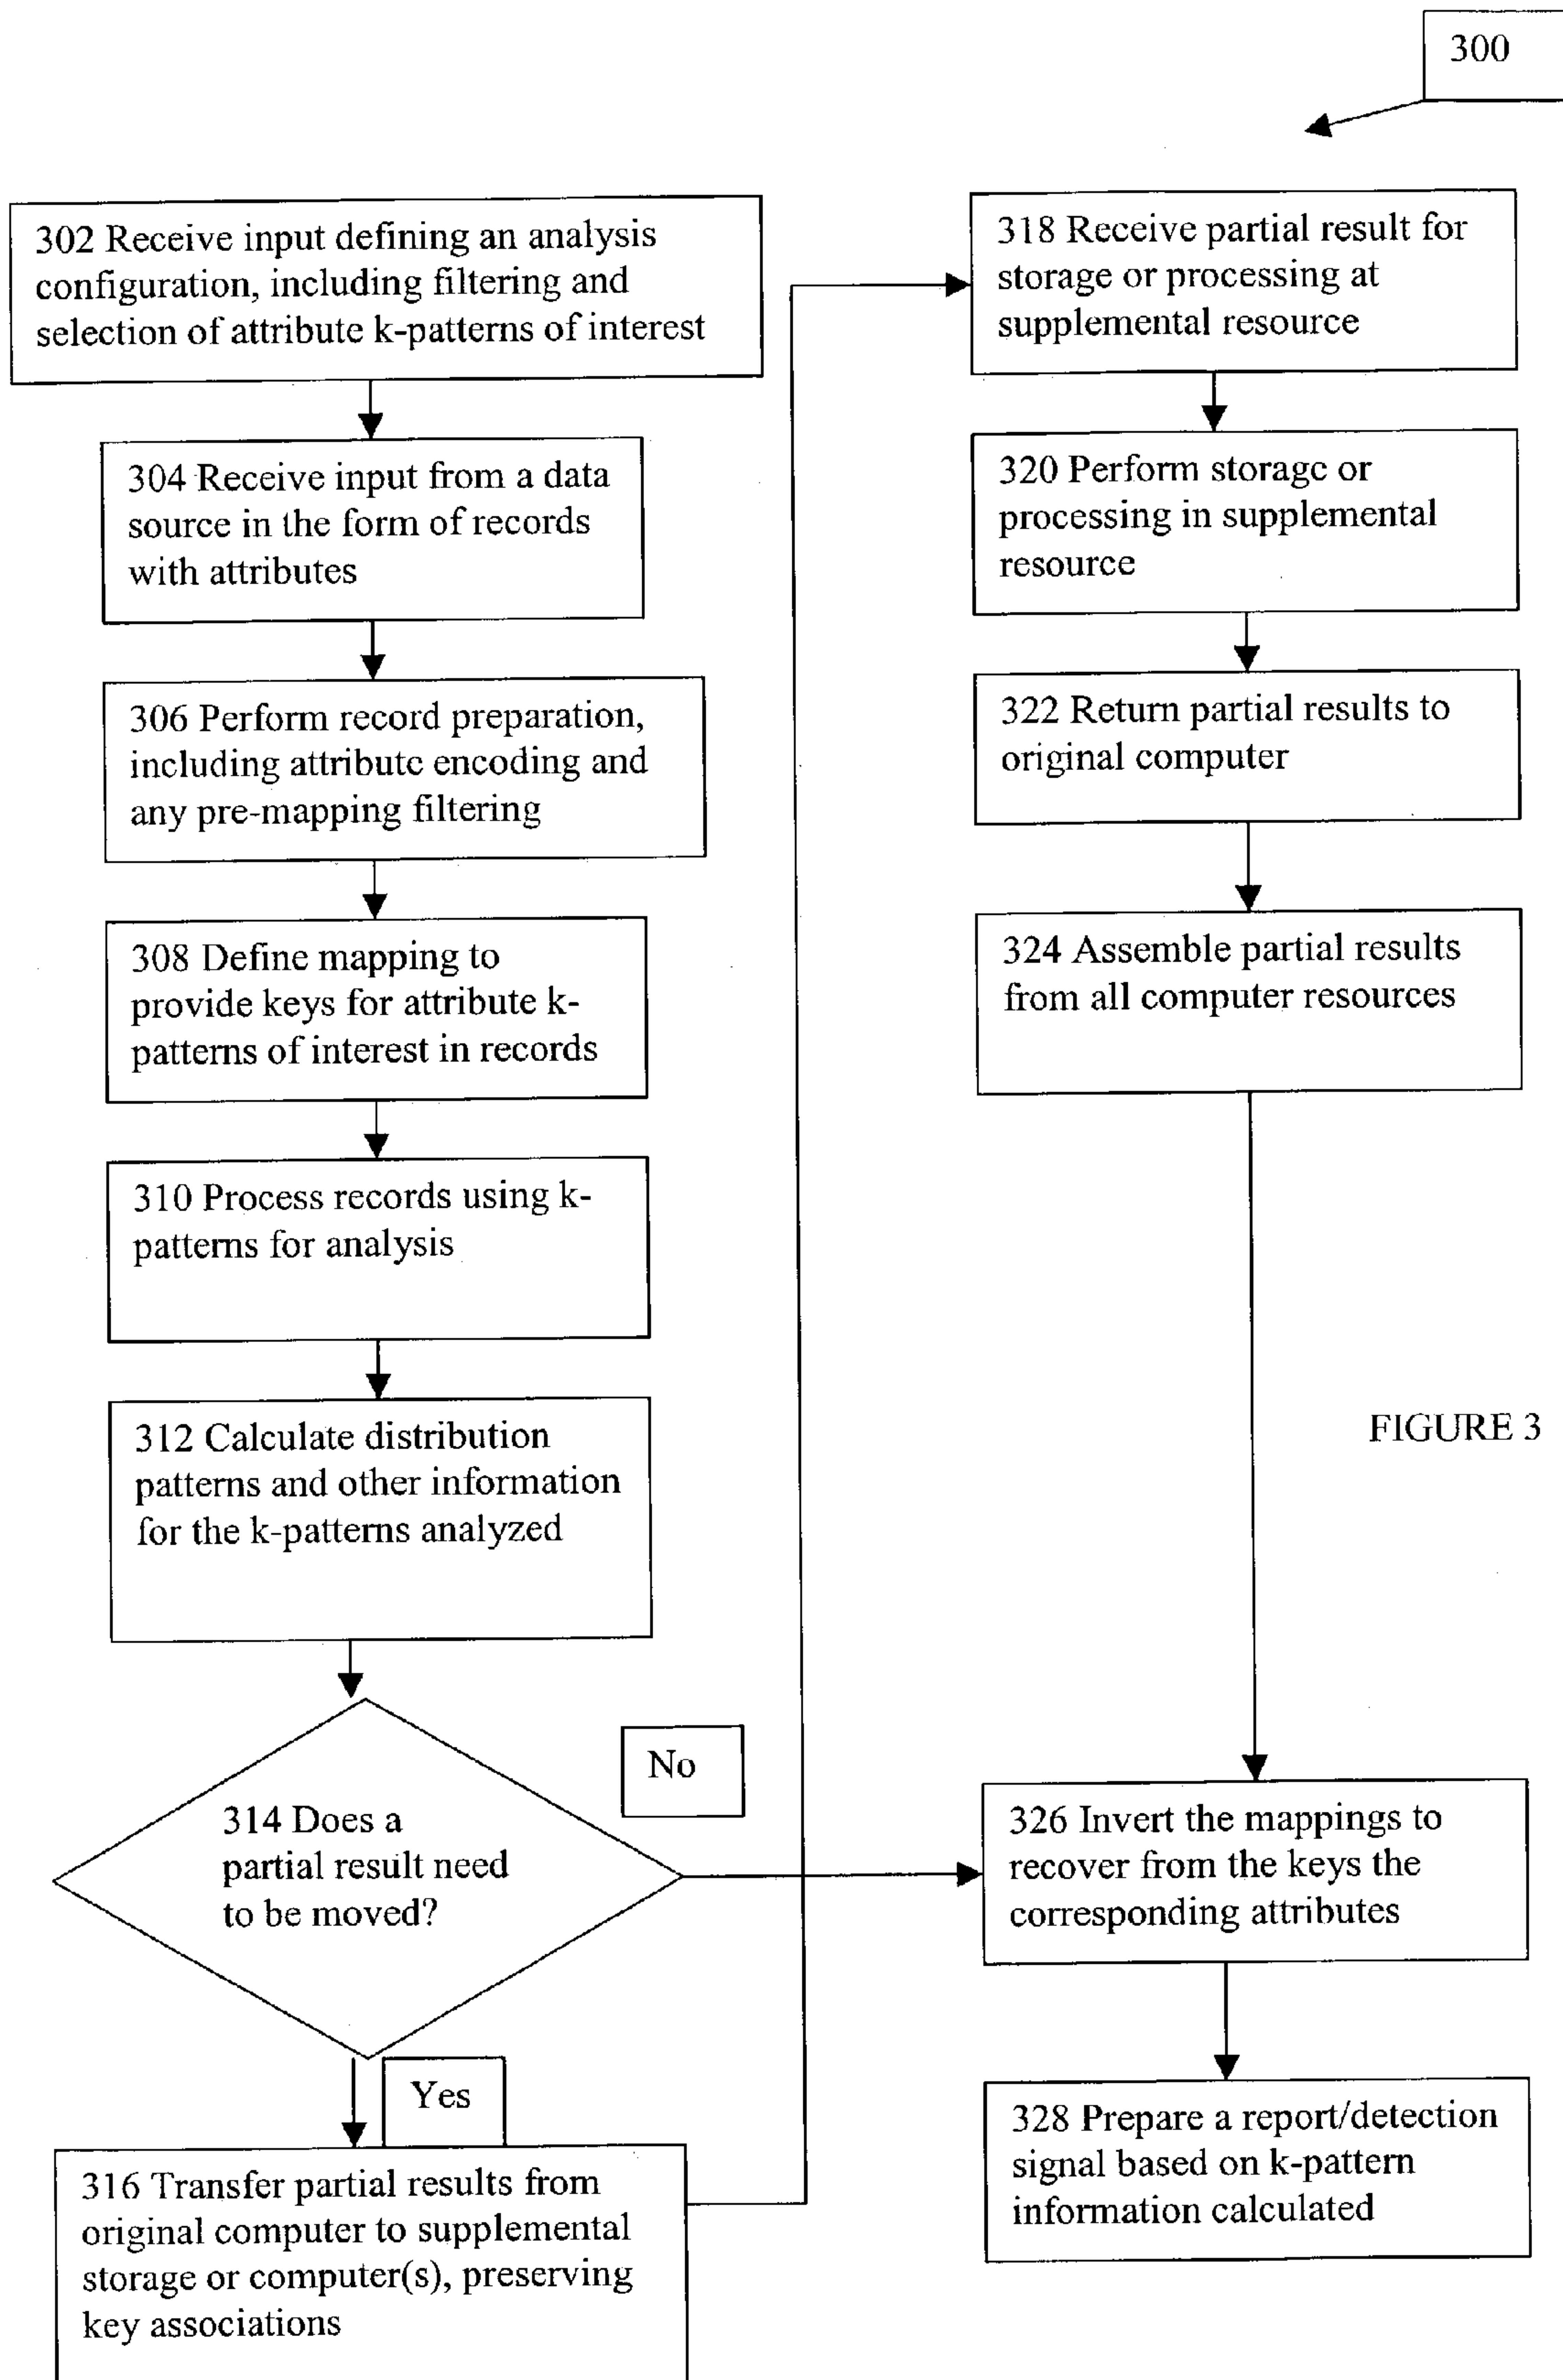 300
302 Receive input defining an analysis
configuration, including filtering and
selection of attribute k-patterns of interest
304 Receive input from a data
source in the form of records
with attributes
306 Perform record preparation,
including attribute encoding and
any pre-mapping filtering
308 Define mapping to
provide keys for attribute k-
patterns of interest in records
310 Process records using k-
patterns for analysis
312 Calculate distribution
patterns and other information
for the k-patterns analyzed
314 Does a
partial result need
to be moved?
No
Yes
316 Transfer partial results from
original computer to supplemental
storage or computer(s), preserving
key associations
318 Receive partial result for
storage or processing at
supplemental resource
320 Perform storage or
processing in supplemental
resource
322 Return partial results to
original computer
324 Assemble partial results
from all computer resources
FIGURE 3
326 Invert the mappings to
recover from the keys the
corresponding attributes
328 Prepare a report/detection
signal based on k-pattern
information calculated